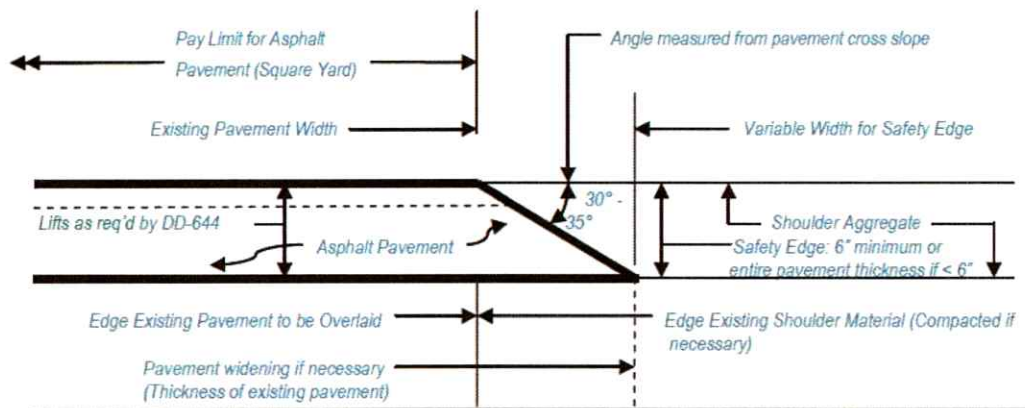 Pay Limit for Asphalt
Pavement (Square Yard)
Angle measured from pavement cross slope
Existing Pavement Width
Variable Width for Safety Edge
30° -
35°
Lifts as req'd by DD-644
Asphalt Pavement
Shoulder Aggregate
Safety Edge: 6" minimum or
entire pavement thickness if < 6"
Edge Existing Pavement to be Overlaid
Edge Existing Shoulder Material (Compacted if
necessary)
Pavement widening if necessary
(Thickness of existing pavement)